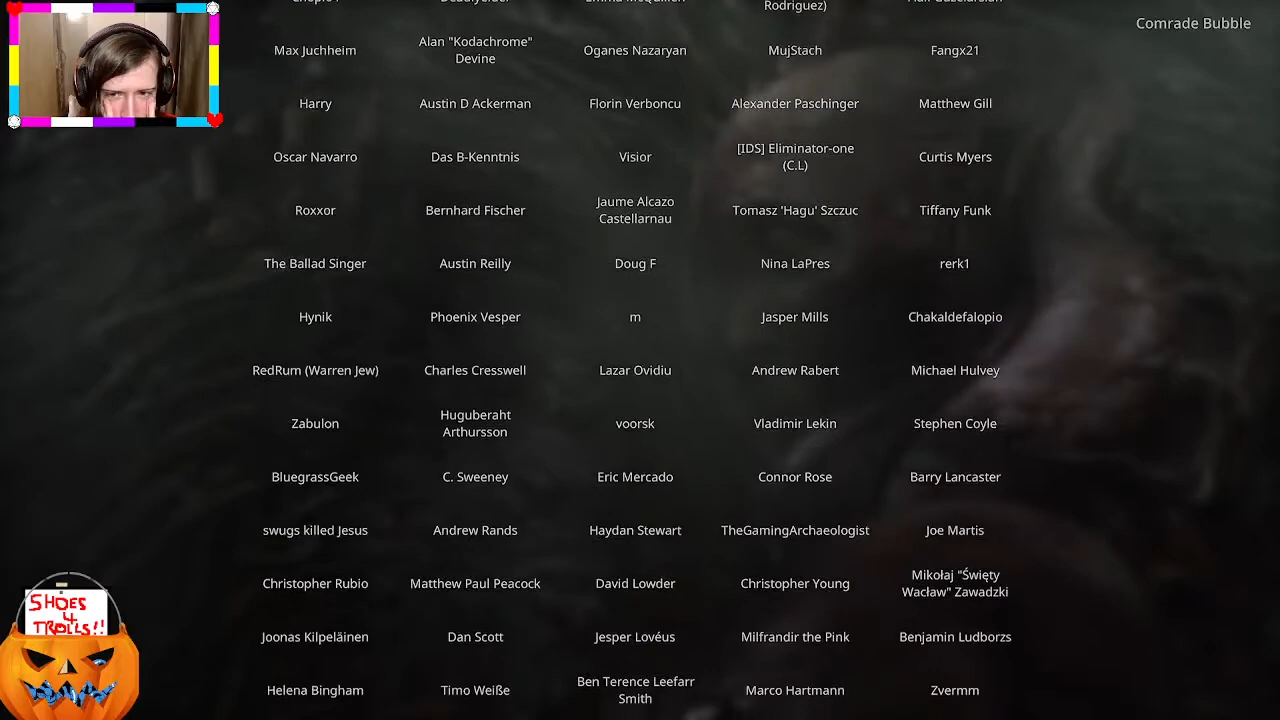 Rodriguez)
Comrade Bubble
Max Juchheim
Alan "Kodachrome"
Devine
Oganes Nazaryan
MujStach
Fangx21
Harry
Austin D Ackerman
Florin Verboncu
Alexander Paschinger
Matthew Gill
Oscar Navarro
Das B-Kenntnis
Visior
[IDS] Eliminator-one
(C.L)
Curtis Myers
Roxxor
Bernhard Fischer
Jaume Alcazo
Castellarnau
Tomasz 'Hagu' Szczuc
Tiffany Funk
The Ballad Singer
Austin Reilly
Doug F
Nina LaPres
rerk1
Hynik
Phoenix Vesper
m
Jasper Mills
Chakaldefalopio
RedRum (Warren Jew)
Charles Cresswell
Lazar Ovidiu
Andrew Rabert
Michael Hulvey
Zabulon
Huguberaht
Arthursson
voorsk
Vladimir Lekin
Stephen Coyle
BluegrassGeek
C. Sweeney
Eric Mercado
Connor Rose
Barry Lancaster
swugs killed Jesus
Andrew Rands
Haydan Stewart
TheGamingArchaeologist
Joe Martis
Christopher Rubio
Matthew Paul Peacock
David Lowder
Christopher Young
Mikołaj "Święty
Wacław" Zawadzki
Joonas Kilpeläinen
Dan Scott
Jesper Lovéus
Milfrandir the Pink
Benjamin Ludborzs
Helena Bingham
Timo Weiße
Ben Terence Leefarr
Smith
Marco Hartmann
Zvermm
SHOES
4
TROLLS!!